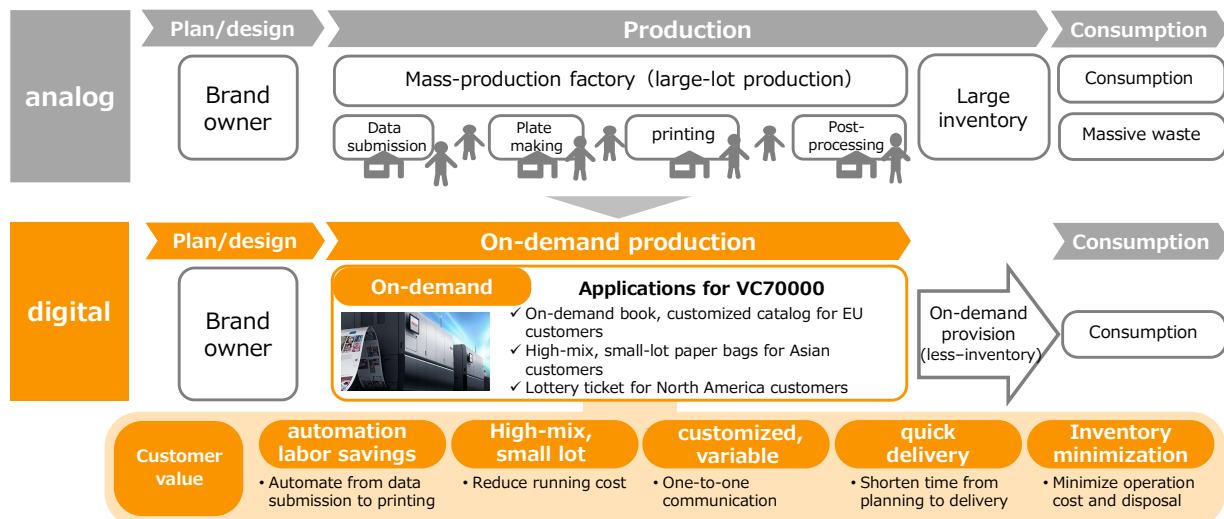 Plan/design
Production
Consumption
analog
Brand
owner
Mass-production factory（large-lot production）
Data
submission
Plate
making
printing
Post-
processing
Large
inventory
Consumption
Massive waste
Plan/design
On-demand production
Consumption
digital
Brand
owner
On-demand
Applications for VC70000
✓ On-demand book, customized catalog for EU
customers
✓ High-mix, small-lot paper bags for Asian
customers
✓ Lottery ticket for North America customers
On-demand
provision
(less–inventory)
Consumption
Customer
value
automation
labor savings
• Automate from data
submission to printing
High-mix,
small lot
• Reduce running cost
customized,
variable
• One-to-one
communication
quick
delivery
• Shorten time from
planning to delivery
Inventory
minimization
• Minimize operation
cost and disposal